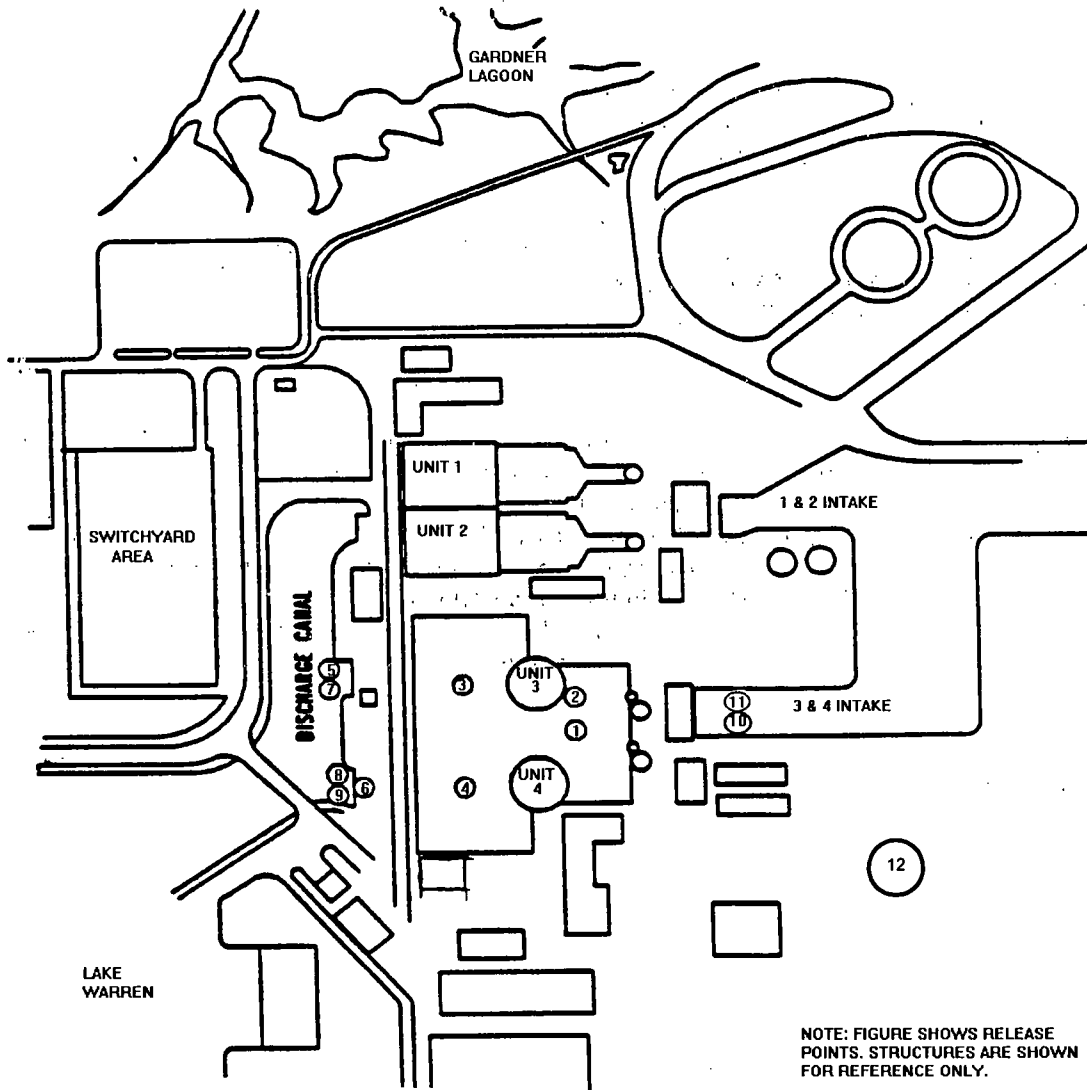 GARDNER
LAGOON
UNIT 1
1 & 2 INTAKE
UNIT 2
SWITCHYARD
AREA
DISCHARGE CANAL
5
7
3
UNIT
3
2
1
11
3 & 4 INTAKE
10
8
6
9
4
UNIT
4
12
LAKE
WARREN
NOTE: FIGURE SHOWS RELEASE
POINTS. STRUCTURES ARE SHOWN
FOR REFERENCE ONLY.